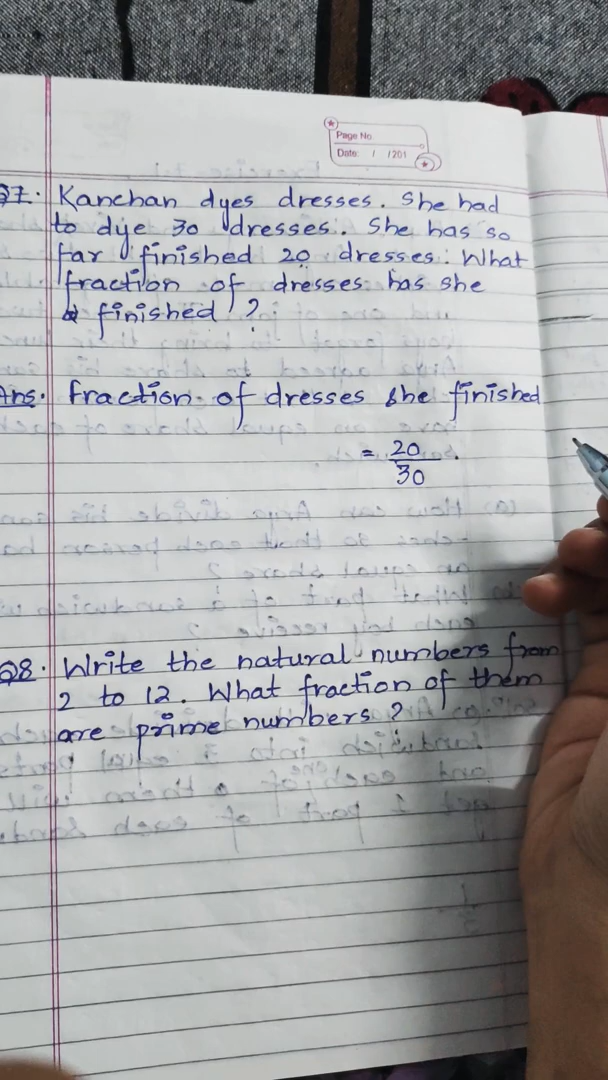 Page No.
Date: / /201
Q7. Kanchan dyes dresses. She had
to dye 30 dresses. She has so
far finished 20 dresses. What
fraction of dresses has she
finished ?
Ans. Fraction of dresses she finished
= 20/30 .
Q8. Write the natural numbers from
2 to 12. What fraction of them
are prime numbers ?